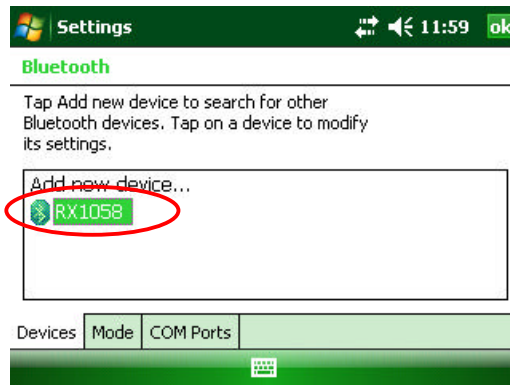 Settings 11:59 ok
Bluetooth
Tap Add new device to search for other
Bluetooth devices. Tap on a device to modify
its settings.
Add new device...
RX1058
Devices Mode COM Ports